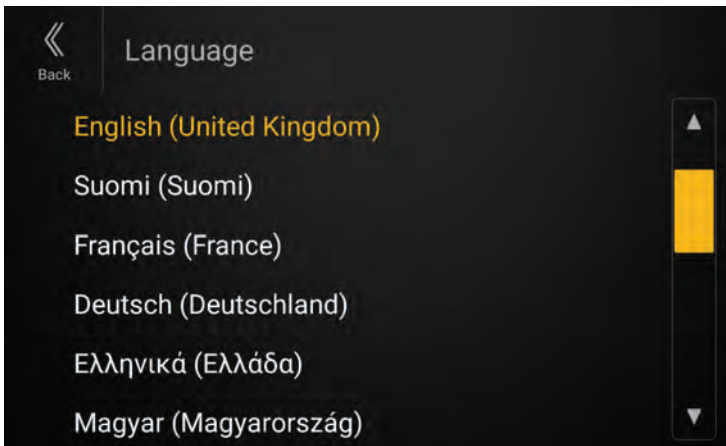 Back
Language
English (United Kingdom)
Suomi (Suomi)
Français (France)
Deutsch (Deutschland)
Ελληνικά (Ελλάδα)
Magyar (Magyarország)